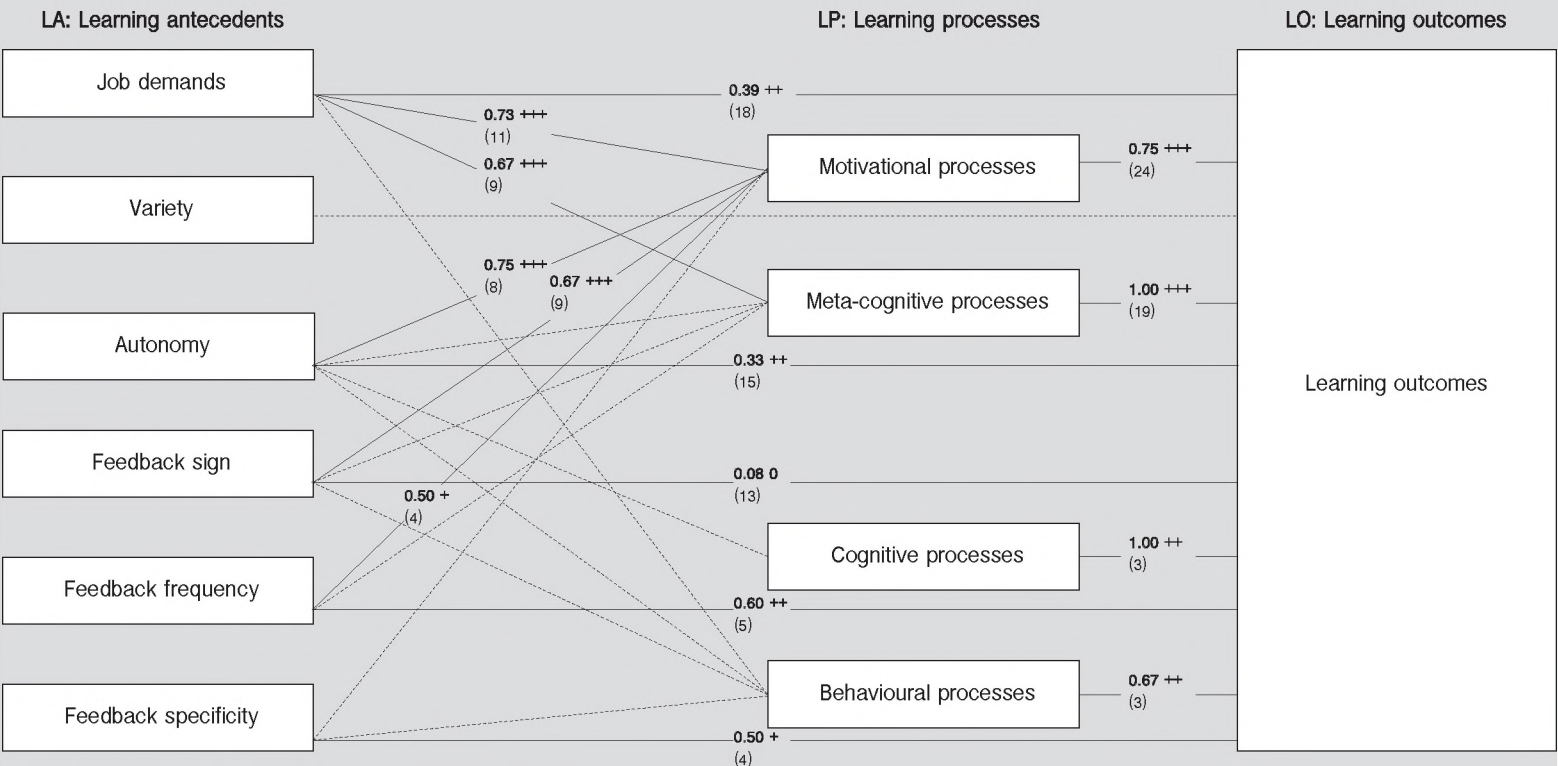 LA: Learning antecedents
LP: Learning processes
LO: Learning outcomes
Job demands
0.39 ++
(18)
0.73 +++
(11)
Motivational processes
0.75 +++
(24)
0.67 +++
(9)
Variety
0.75 +++
(8)
0.67 +++
(9)
Meta-cognitive processes
1.00 +++
(19)
Autonomy
0.33 ++
(15)
Learning outcomes
Feedback sign
0.08 0
(13)
0.50 +
(4)
Cognitive processes
1.00 ++
(3)
Feedback frequency
0.60 ++
(5)
Behavioural processes
0.67 ++
(3)
Feedback specificity
0.50 +
(4)